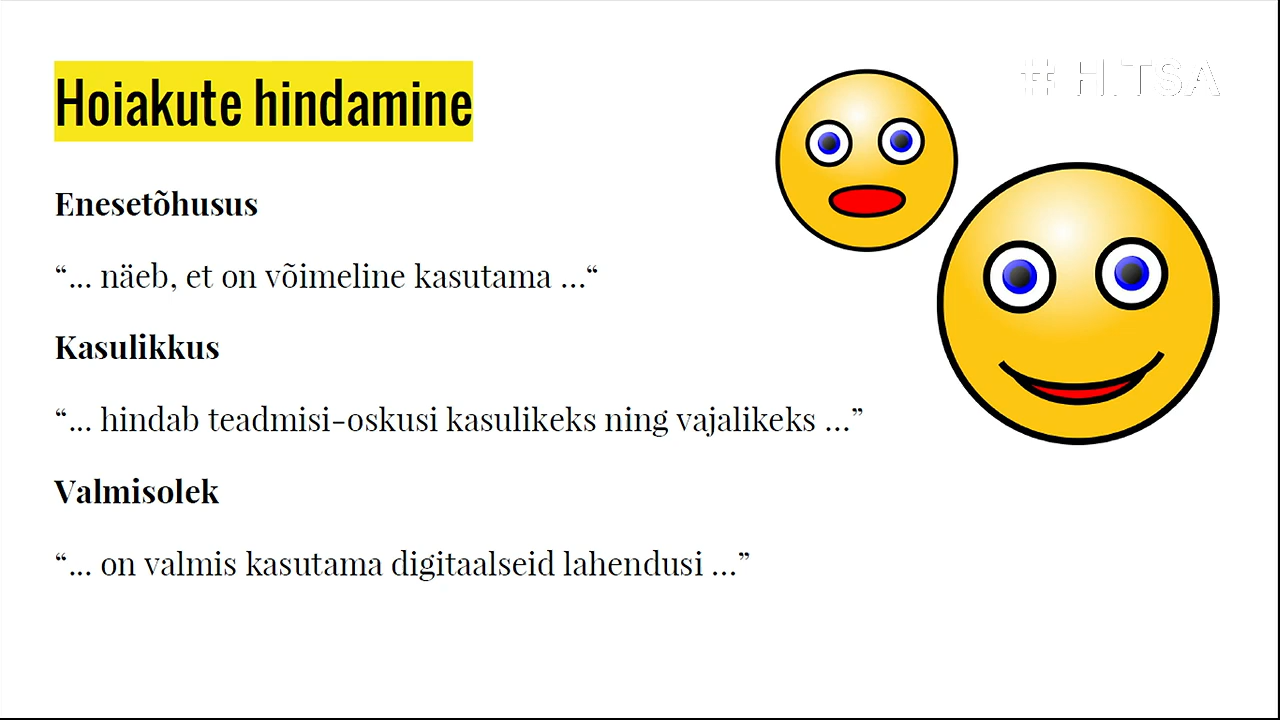 Hoiakute hindamine
# HITSA
Enesetõhusus
“... näeb, et on võimeline kasutama ...“
Kasulikkus
“... hindab teadmisi-oskusi kasulikeks ning vajalikeks ...”
Valmisolek
“... on valmis kasutama digitaalseid lahendusi ...”